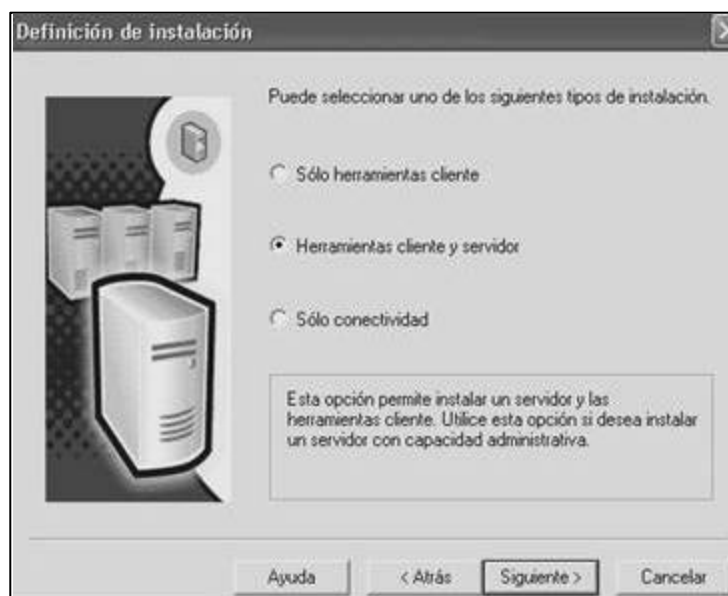 Definición de instalación
Puede seleccionar uno de los siguientes tipos de instalación.
Sólo herramientas cliente
Herramientas cliente y servidor
Sólo conectividad
Esta opción permite instalar un servidor y las
herramientas cliente. Utilice esta opción si desea instalar
un servidor con capacidad administrativa.
Ayuda < Atrás Siguiente > Cancelar